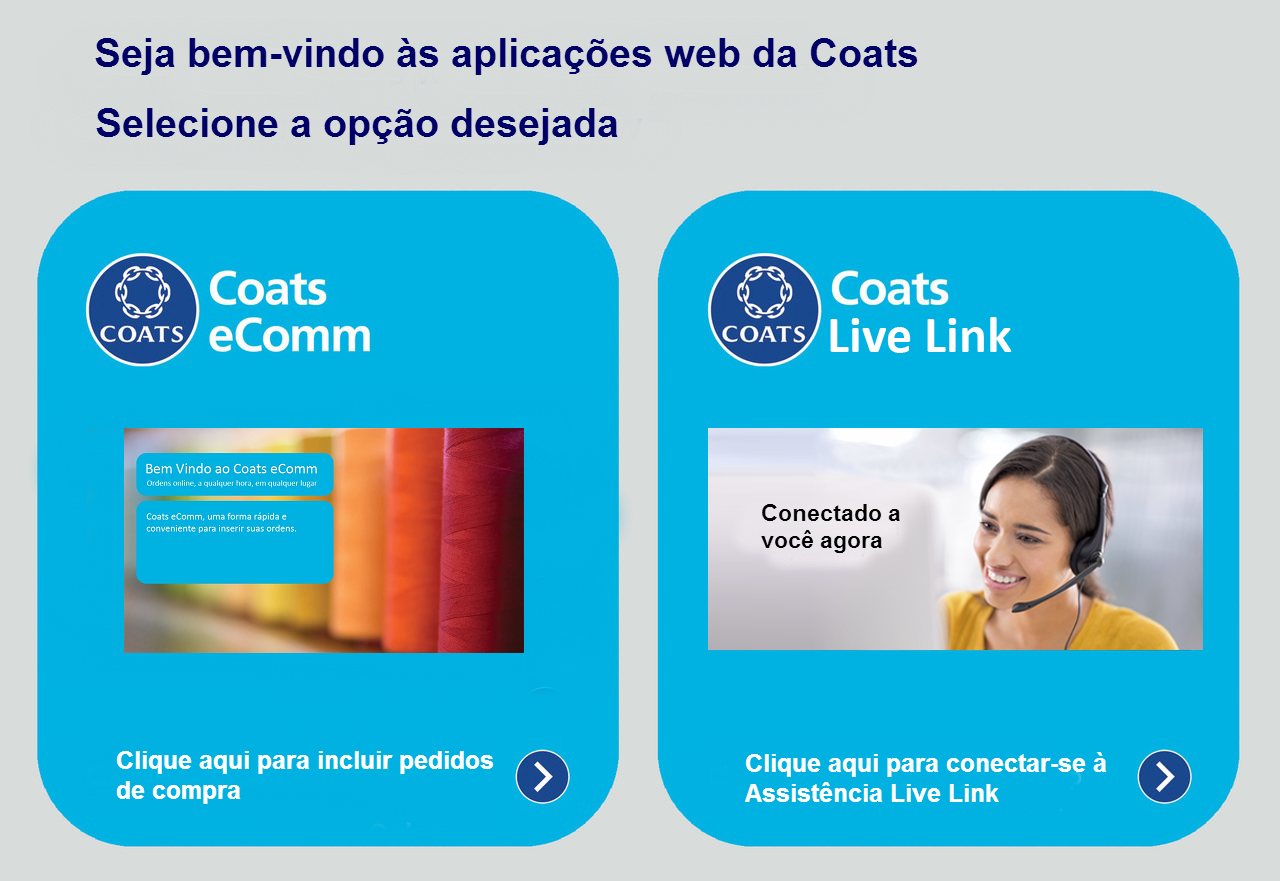 Seja bem-vindo às aplicações web da Coats
Selecione a opção desejada
COATS
Coats
eComm
Bem Vindo ao Coats eComm
Ordens online, a qualquer hora, em qualquer lugar
Coats eComm, uma forma rápida e
conveniente para inserir suas ordens.
Clique aqui para incluir pedidos
de compra
COATS
Coats
Live Link
Conectado a
você agora
Clique aqui para conectar-se à
Assistência Live Link